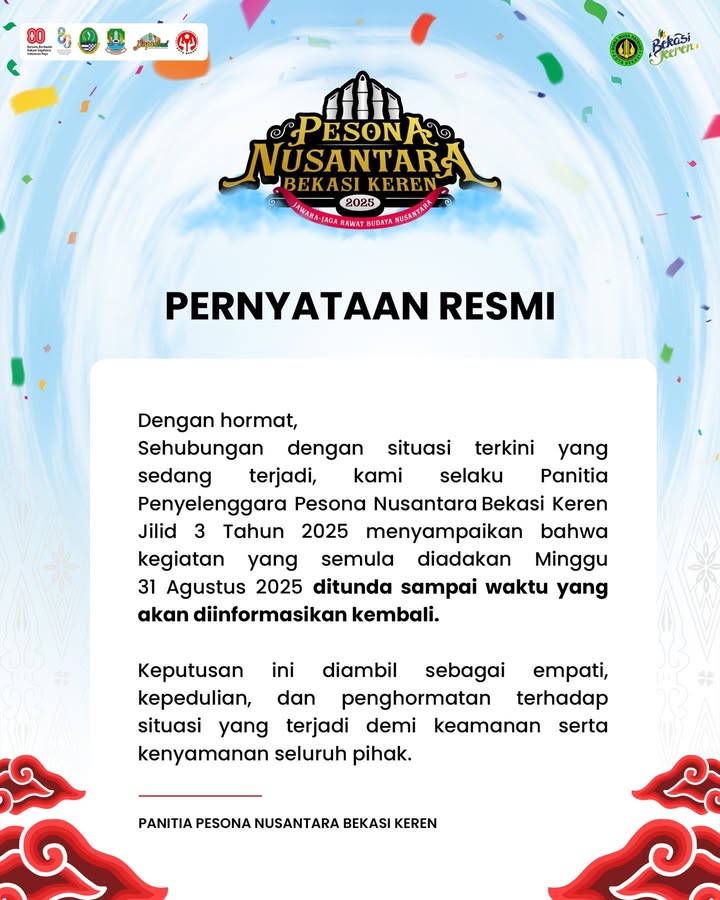 PESONA
NUSANTARA
BEKASI KEREN
2025
JAWARA-JAGA RAWAT BUDAYA NUSANTARA
Bekasi
Keren
PERNYATAAN RESMI
Dengan hormat,
Sehubungan dengan situasi terkini yang
sedang terjadi, kami selaku Panitia
Penyelenggara Pesona Nusantara Bekasi Keren
Jilid 3 Tahun 2025 menyampaikan bahwa
kegiatan yang semula diadakan Minggu
31 Agustus 2025 ditunda sampai waktu yang
akan diinformasikan kembali.
Keputusan ini diambil sebagai empati,
kepedulian, dan penghormatan terhadap
situasi yang terjadi demi keamanan serta
kenyamanan seluruh pihak.
PANITIA PESONA NUSANTARA BEKASI KEREN